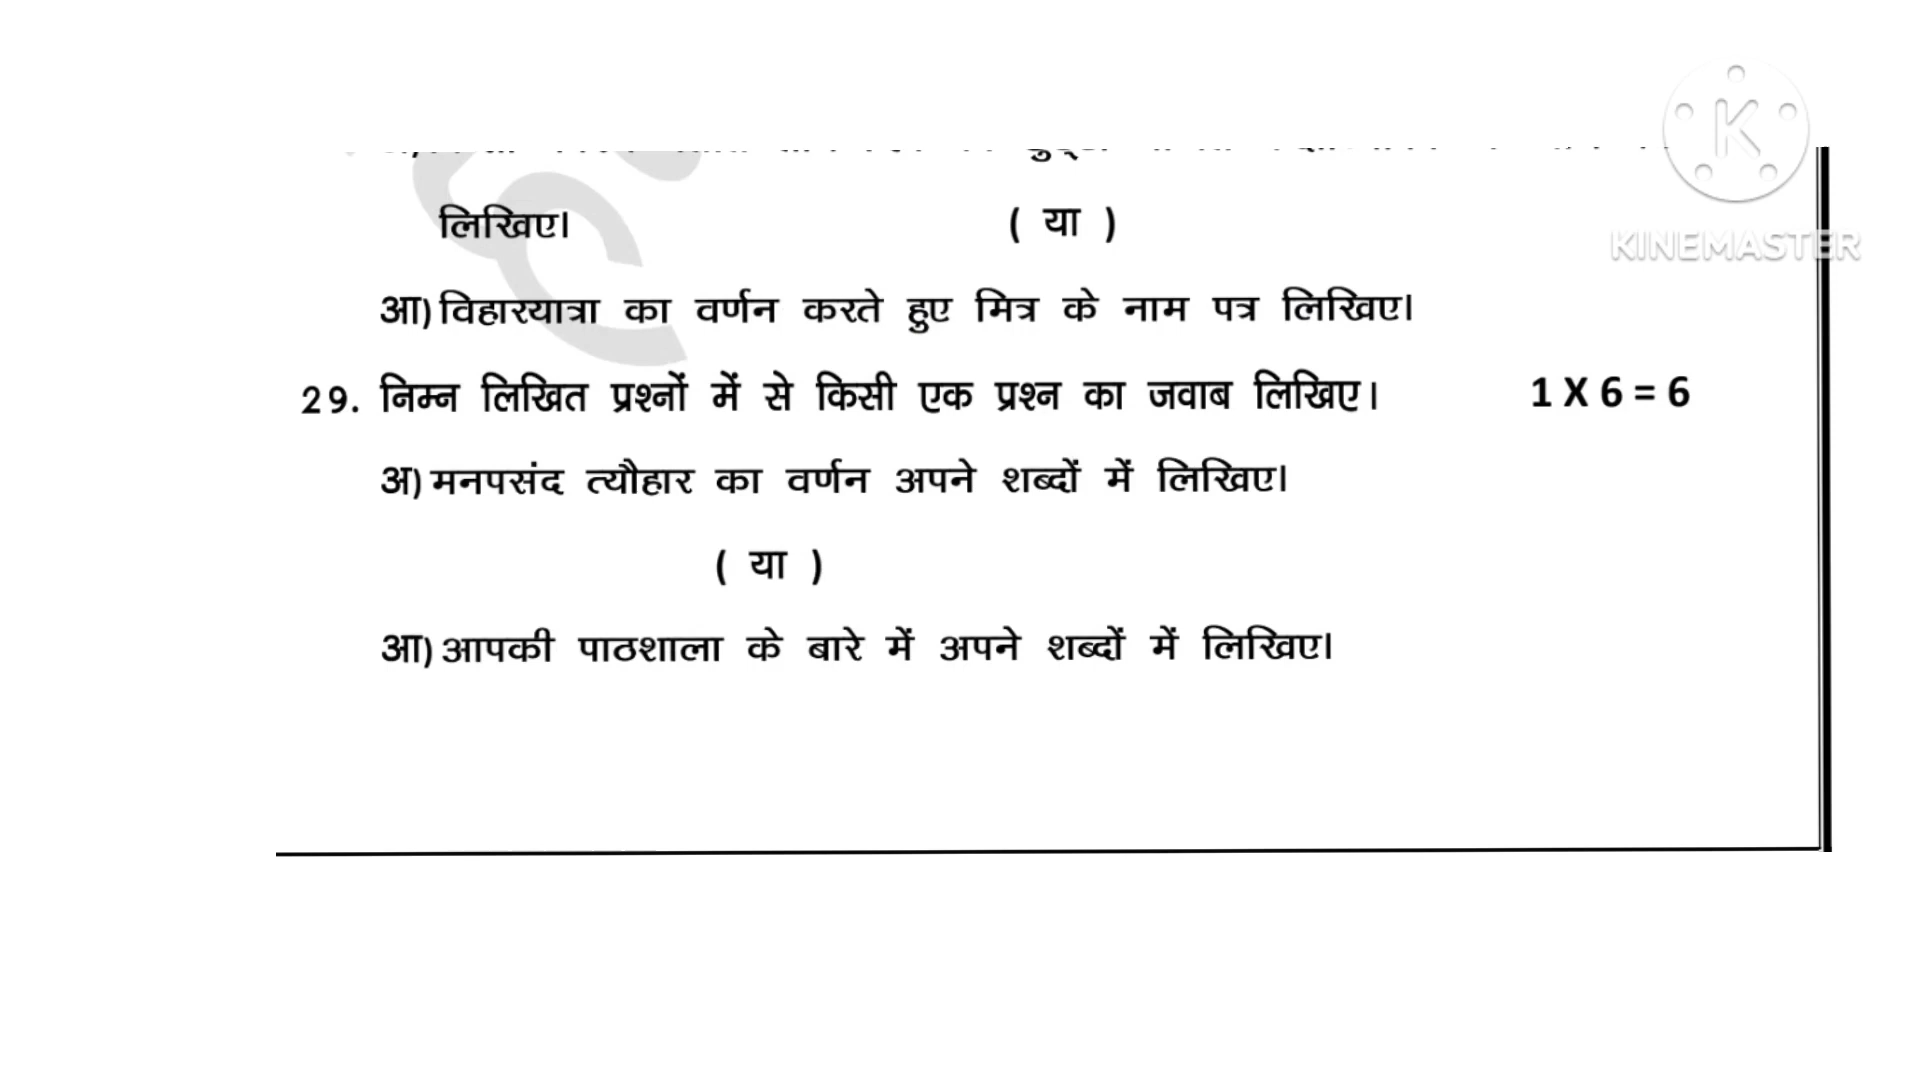 लिखिए। ( या )
आ) विहारयात्रा का वर्णन करते हुए मित्र के नाम पत्र लिखिए।
29. निम्न लिखित प्रश्नों में से किसी एक प्रश्न का जवाब लिखिए। 1 X 6 = 6
अ) मनपसंद त्यौहार का वर्णन अपने शब्दों में लिखिए।
( या )
आ) आपकी पाठशाला के बारे में अपने शब्दों में लिखिए।
K
KINEMASTER